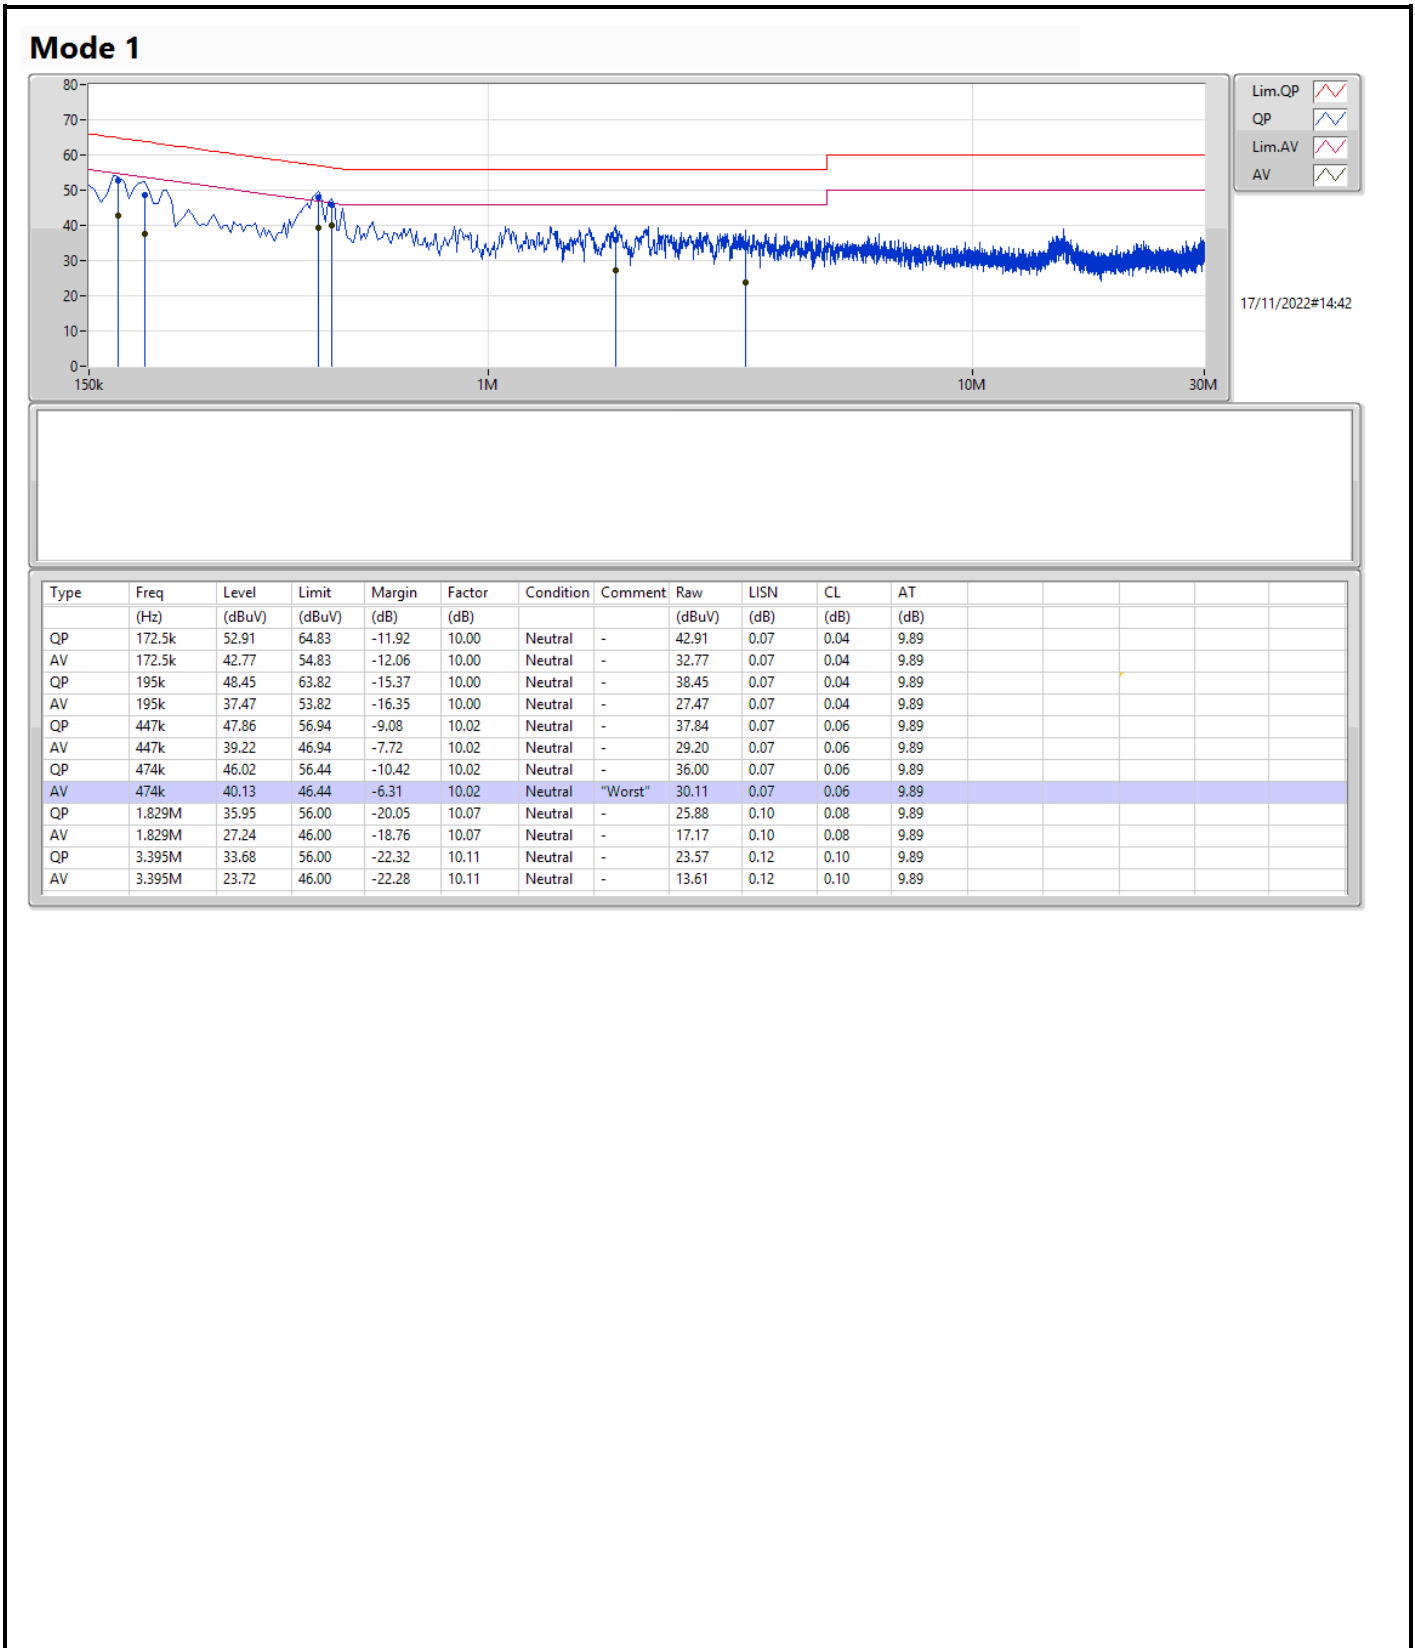 Mode 1
80
70
60
50
40
30
20
10
0
150k 1M 10M 30M
Lim.QP
QP
Lim.AV
AV
17/11/2022#14:42
Type Freq Level Limit Margin Factor Condition Comment Raw LISN CL AT
(Hz) (dBuV) (dBuV) (dB) (dB) (dBuV) (dB) (dB) (dB)
QP 172.5k 52.91 64.83 -11.92 10.00 Neutral - 42.91 0.07 0.04 9.89
AV 172.5k 42.77 54.83 -12.06 10.00 Neutral - 32.77 0.07 0.04 9.89
QP 195k 48.45 63.82 -15.37 10.00 Neutral - 38.45 0.07 0.04 9.89
AV 195k 37.47 53.82 -16.35 10.00 Neutral - 27.47 0.07 0.04 9.89
QP 447k 47.86 56.94 -9.08 10.02 Neutral - 37.84 0.07 0.06 9.89
AV 447k 39.22 46.94 -7.72 10.02 Neutral - 29.20 0.07 0.06 9.89
QP 474k 46.02 56.44 -10.42 10.02 Neutral - 36.00 0.07 0.06 9.89
AV 474k 40.13 46.44 -6.31 10.02 Neutral "Worst" 30.11 0.07 0.06 9.89
QP 1.829M 35.95 56.00 -20.05 10.07 Neutral - 25.88 0.10 0.08 9.89
AV 1.829M 27.24 46.00 -18.76 10.07 Neutral - 17.17 0.10 0.08 9.89
QP 3.395M 33.68 56.00 -22.32 10.11 Neutral - 23.57 0.12 0.10 9.89
AV 3.395M 23.72 46.00 -22.28 10.11 Neutral - 13.61 0.12 0.10 9.89